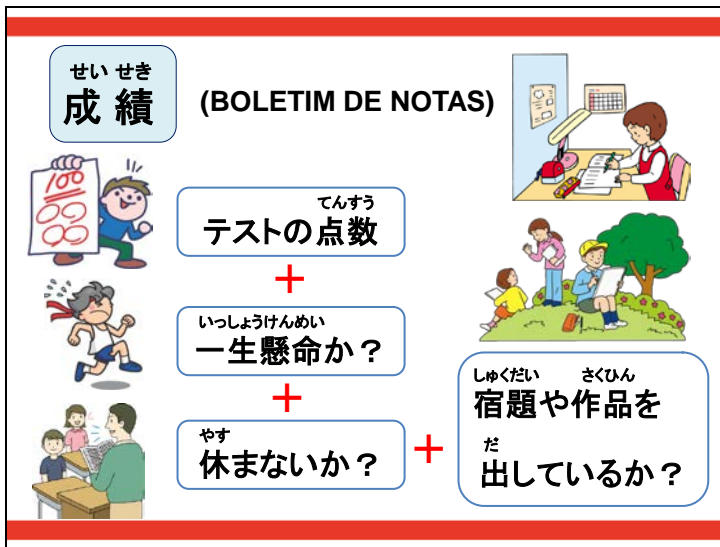 せいせき
成績
(BOLETIM DE NOTAS)
100
てんすう
テストの点数
+
いっしょうけんめい
一生懸命か？
+
やす
休まないか？
+
しゅくだい さくひん
宿題や作品を
だ
出しているか？